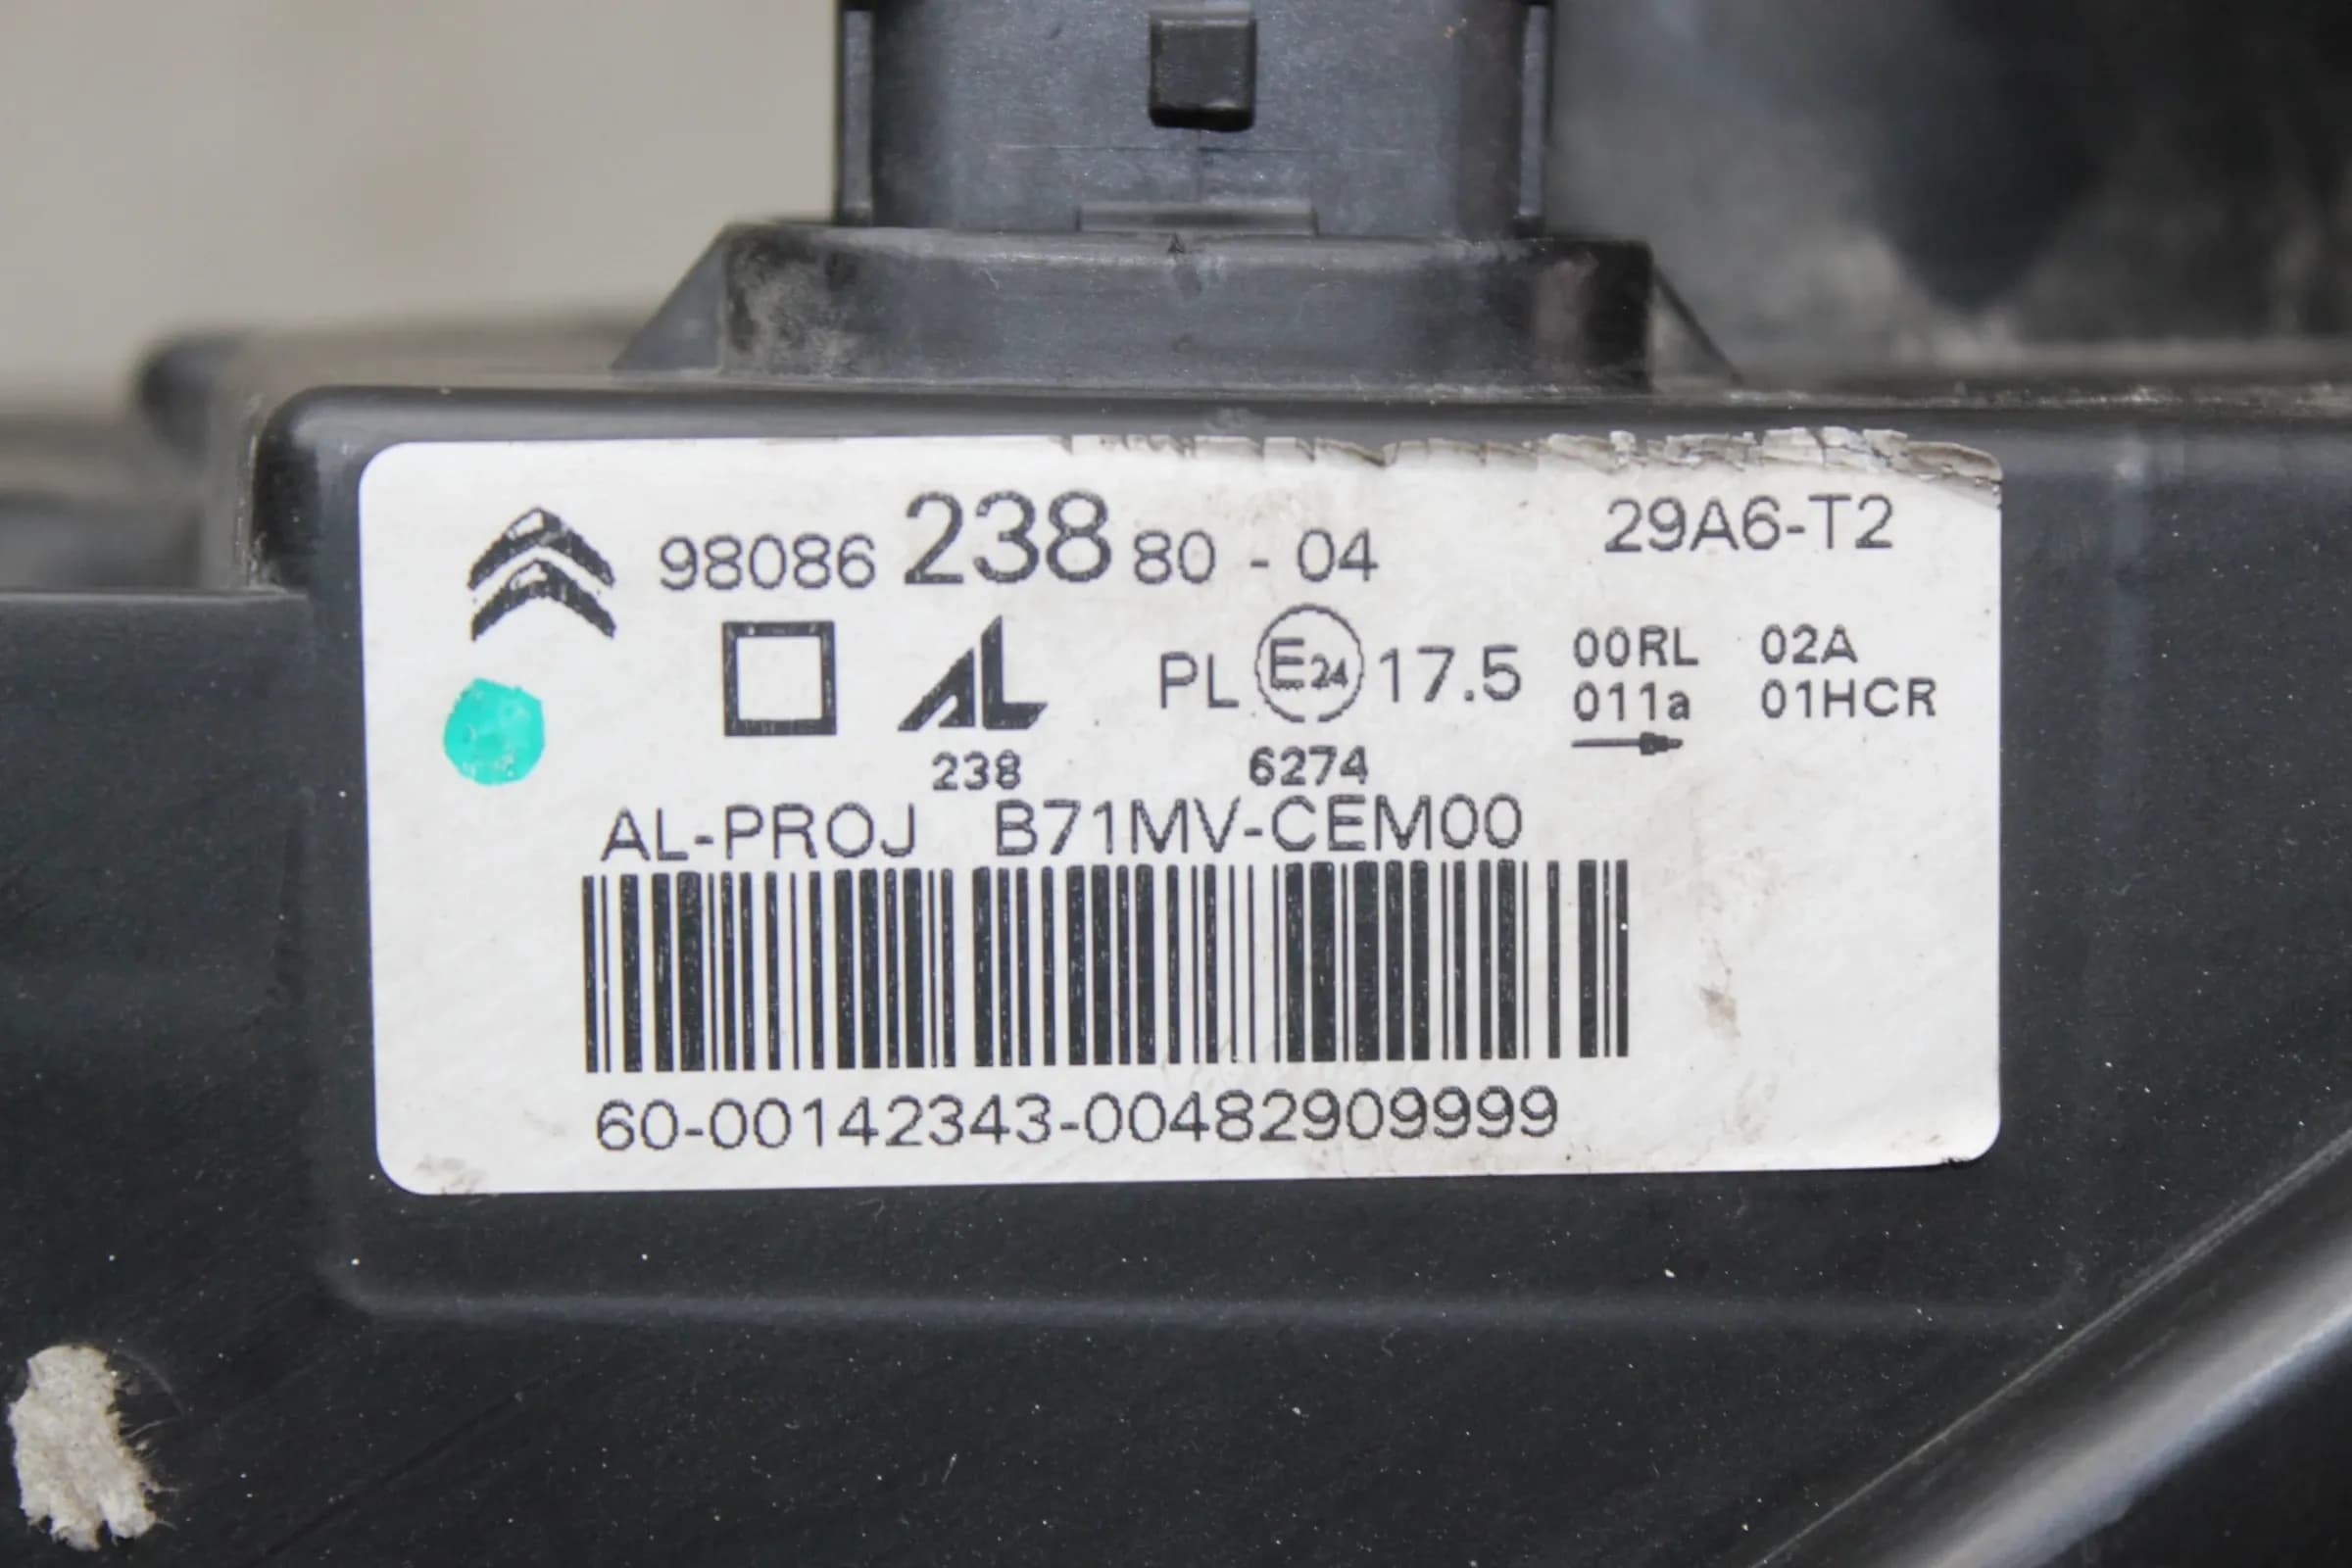 98086 238 80 - 04 29A6-T2
AL PL E24 17.5 00RL 02A
011a 01HCR
238 6274
AL-PROJ B71MV-CEM00
60-00142343-00482909999